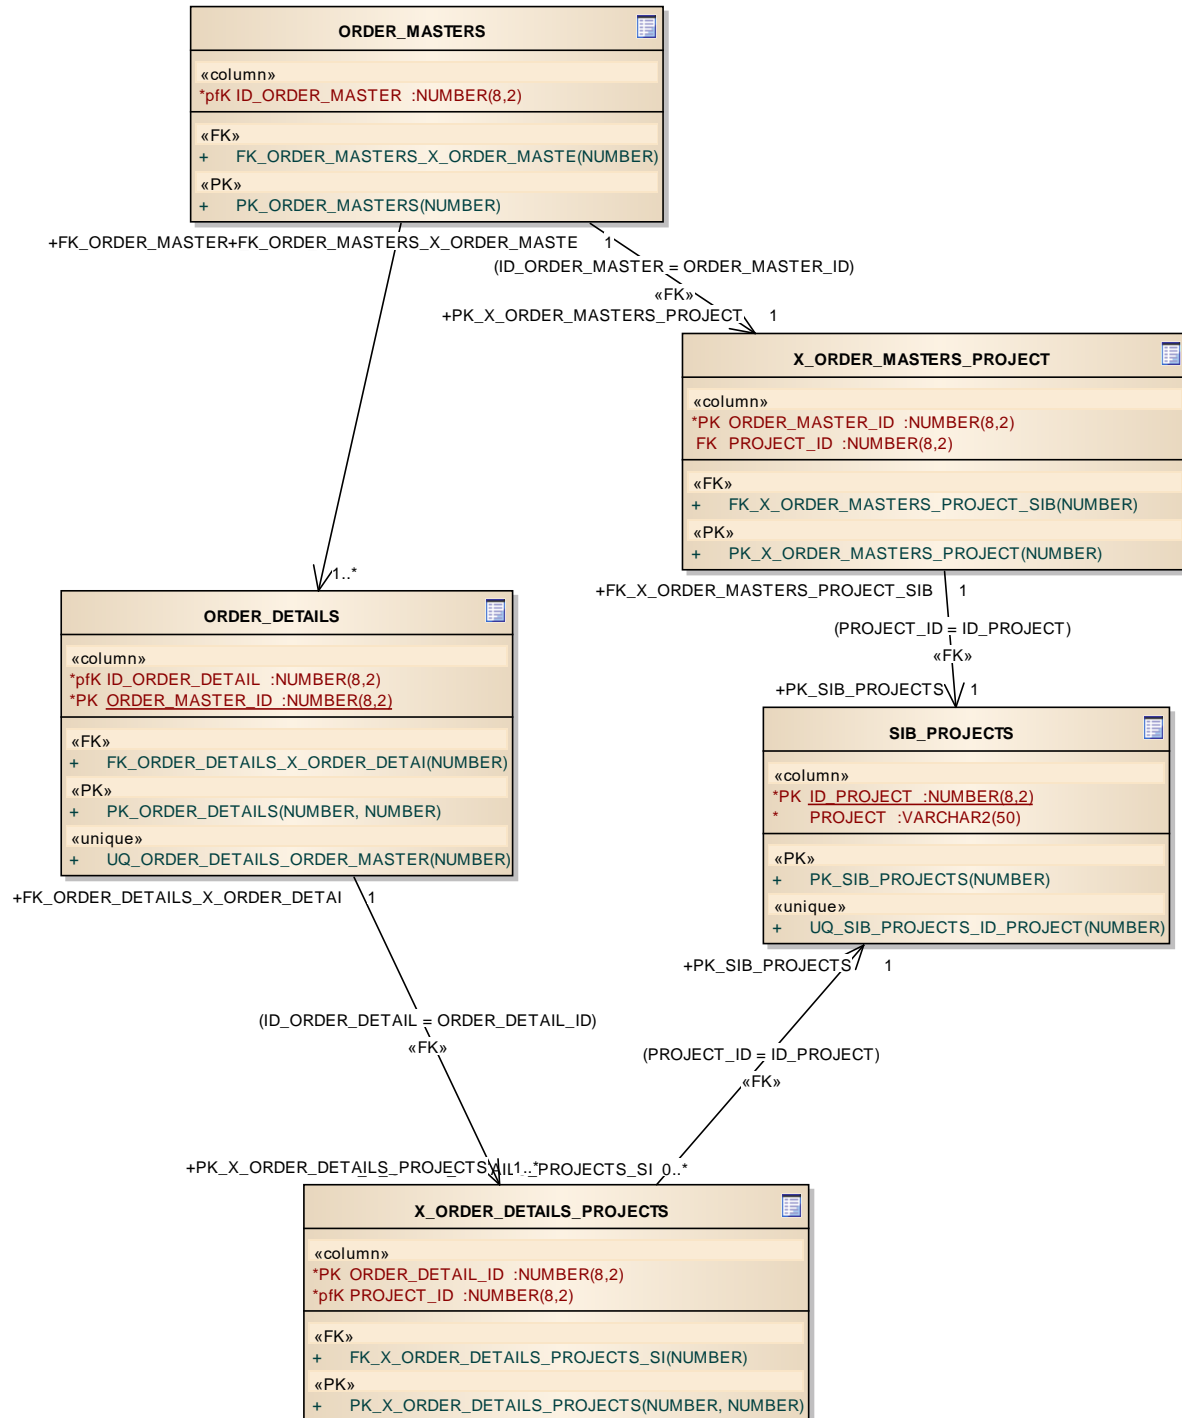 ORDER_MASTERS
«column»
*pfK ID_ORDER_MASTER :NUMBER(8,2)
«FK»
+ FK_ORDER_MASTERS_X_ORDER_MASTE(NUMBER)
«PK»
+ PK_ORDER_MASTERS(NUMBER)
+FK_ORDER_MASTER+FK_ORDER_MASTERS_X_ORDER_MASTE 1
(ID_ORDER_MASTER = ORDER_MASTER_ID)
«FK»
+PK_X_ORDER_MASTERS_PROJECT 1
X_ORDER_MASTERS_PROJECT
«column»
*PK ORDER_MASTER_ID :NUMBER(8,2)
FK PROJECT_ID :NUMBER(8,2)
«FK»
+ FK_X_ORDER_MASTERS_PROJECT_SIB(NUMBER)
«PK»
+ PK_X_ORDER_MASTERS_PROJECT(NUMBER)
1..*
+FK_X_ORDER_MASTERS_PROJECT_SIB 1
(PROJECT_ID = ID_PROJECT)
«FK»
+PK_SIB_PROJECTS 1
ORDER_DETAILS
«column»
*pfK ID_ORDER_DETAIL :NUMBER(8,2)
*PK ORDER_MASTER_ID :NUMBER(8,2)
«FK»
+ FK_ORDER_DETAILS_X_ORDER_DETAI(NUMBER)
«PK»
+ PK_ORDER_DETAILS(NUMBER, NUMBER)
«unique»
+ UQ_ORDER_DETAILS_ORDER_MASTER(NUMBER)
+FK_ORDER_DETAILS_X_ORDER_DETAI 1
SIB_PROJECTS
«column»
*PK ID_PROJECT :NUMBER(8,2)
* PROJECT :VARCHAR2(50)
«PK»
+ PK_SIB_PROJECTS(NUMBER)
«unique»
+ UQ_SIB_PROJECTS_ID_PROJECT(NUMBER)
+PK_SIB_PROJECTS 1
(ID_ORDER_DETAIL = ORDER_DETAIL_ID)
«FK»
(PROJECT_ID = ID_PROJECT)
«FK»
+PK_X_ORDER_DETAILS_PROJECTS 1..* PROJECTS_SI 0..*
X_ORDER_DETAILS_PROJECTS
«column»
*PK ORDER_DETAIL_ID :NUMBER(8,2)
*pfK PROJECT_ID :NUMBER(8,2)
«FK»
+ FK_X_ORDER_DETAILS_PROJECTS_SI(NUMBER)
«PK»
+ PK_X_ORDER_DETAILS_PROJECTS(NUMBER, NUMBER)